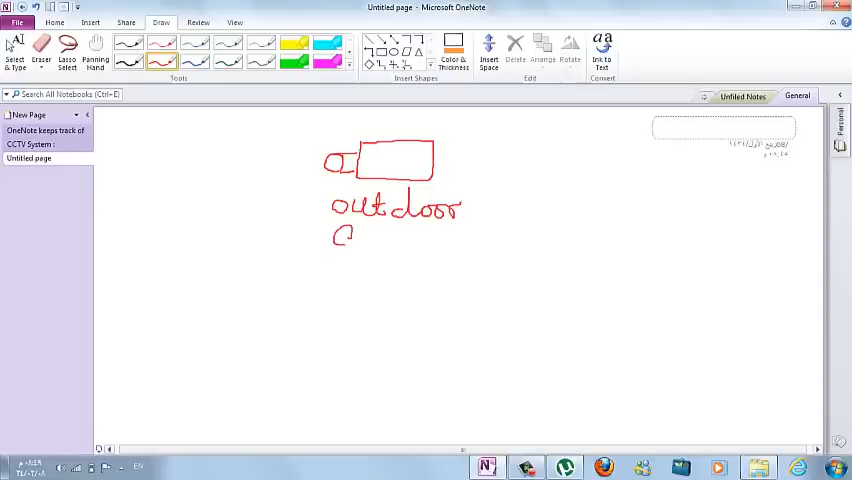 Untitled page - Microsoft OneNote
File Home Insert Share Draw Review View
Select & Type
Eraser
Lasso Select
Panning Hand
Color & Thickness
Insert Space
Delete
Arrange
Rotate
Ink to Text
Tools
Insert Shapes
Edit
Convert
Search All Notebooks (Ctrl+E)
Unfiled Notes
General
New Page
OneNote keeps track of
CCTV System :
Untitled page
Personal
outdoor
C
EN